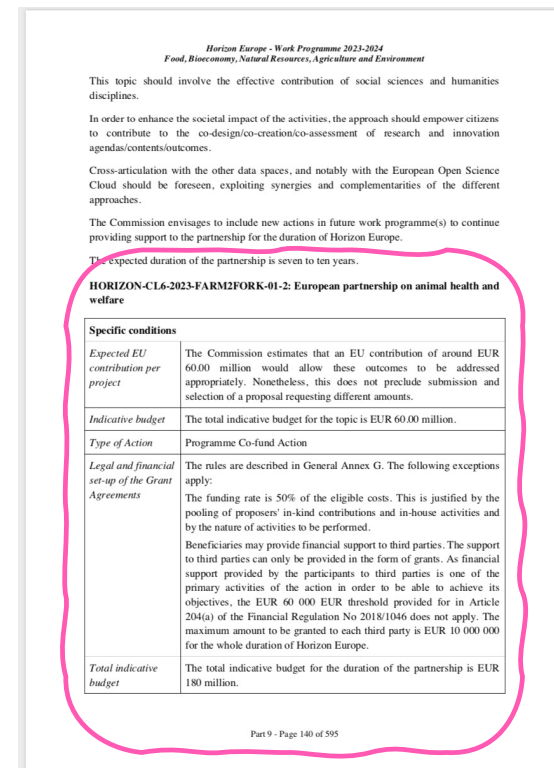 Horizon Europe - Work Programme 2023-2024
Food, Bioeconomy, Natural Resources, Agriculture and Environment
This topic should involve the effective contribution of social sciences and humanities
disciplines.
In order to enhance the societal impact of the activities, the approach should empower citizens
to contribute to the co-design/co-creation/co-assessment of research and innovation
agendas/contents/outcomes.
Cross-articulation with the other data spaces, and notably with the European Open Science
Cloud should be foreseen, exploiting synergies and complementarities of the different
approaches.
The Commission envisages to include new actions in future work programme(s) to continue
providing support to the partnership for the duration of Horizon Europe.
The expected duration of the partnership is seven to ten years.
HORIZON-CL6-2023-FARM2FORK-01-2: European partnership on animal health and
welfare
Specific conditions
Expected EU
contribution per
project
The Commission estimates that an EU contribution of around EUR
60.00 million would allow these outcomes to be addressed
appropriately. Nonetheless, this does not preclude submission and
selection of a proposal requesting different amounts.
Indicative budget
The total indicative budget for the topic is EUR 60.00 million.
Type of Action
Programme Co-fund Action
Legal and financial
set-up of the Grant
Agreements
The rules are described in General Annex G. The following exceptions
apply:
The funding rate is 50% of the eligible costs. This is justified by the
pooling of proposers' in-kind contributions and in-house activities and
by the nature of activities to be performed.
Beneficiaries may provide financial support to third parties. The support
to third parties can only be provided in the form of grants. As financial
support provided by the participants to third parties is one of the
primary activities of the action in order to be able to achieve its
objectives, the EUR 60 000 EUR threshold provided for in Article
204(a) of the Financial Regulation No 2018/1046 does not apply. The
maximum amount to be granted to each third party is EUR 10 000 000
for the whole duration of Horizon Europe.
Total indicative
budget
The total indicative budget for the duration of the partnership is EUR
180 million.
Part 9 - Page 140 of 595